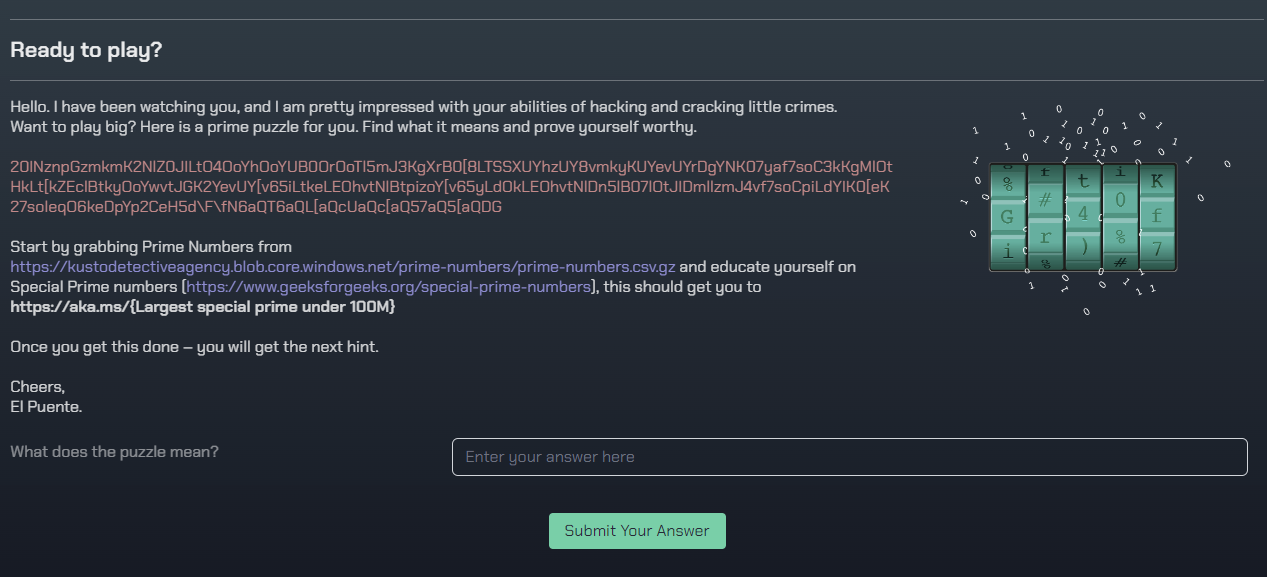 Ready to play?
Hello. I have been watching you, and I am pretty impressed with your abilities of hacking and cracking little crimes.
Want to play big? Here is a prime puzzle for you. Find what it means and prove yourself worthy.
20INznpGzmkmK2NlZ0JILtO4OoYhOoYUB0OrOoTl5mJ3KgXrB0[8LTSSXUYhzUY8vmkyKUYevUYrDgYNK07yaf7soC3kKgMlOt
HkLt[kZEclBtkyOoYwvtJGK2YevUY[v65iLtkeLEOhvtNlBtpizoY[v65yLdOkLEOhvtNlDn5lB07lOtJIDmllzmJ4vf7soCpiLdYIK0[eK
27soleqO6keDpYp2CeH5d\F\fN6aQT6aQL[aQcUaQc[aQ57aQ5[aQDG
Start by grabbing Prime Numbers from
https://kustodetectiveagency.blob.core.windows.net/prime-numbers/prime-numbers.csv.gz and educate yourself on
Special Prime numbers [https://www.geeksforgeeks.org/special-prime-numbers], this should get you to
https://aka.ms/{Largest special prime under 100M}
Once you get this done – you will get the next hint.
Cheers,
El Puente.
What does the puzzle mean?
Enter your answer here
Submit Your Answer